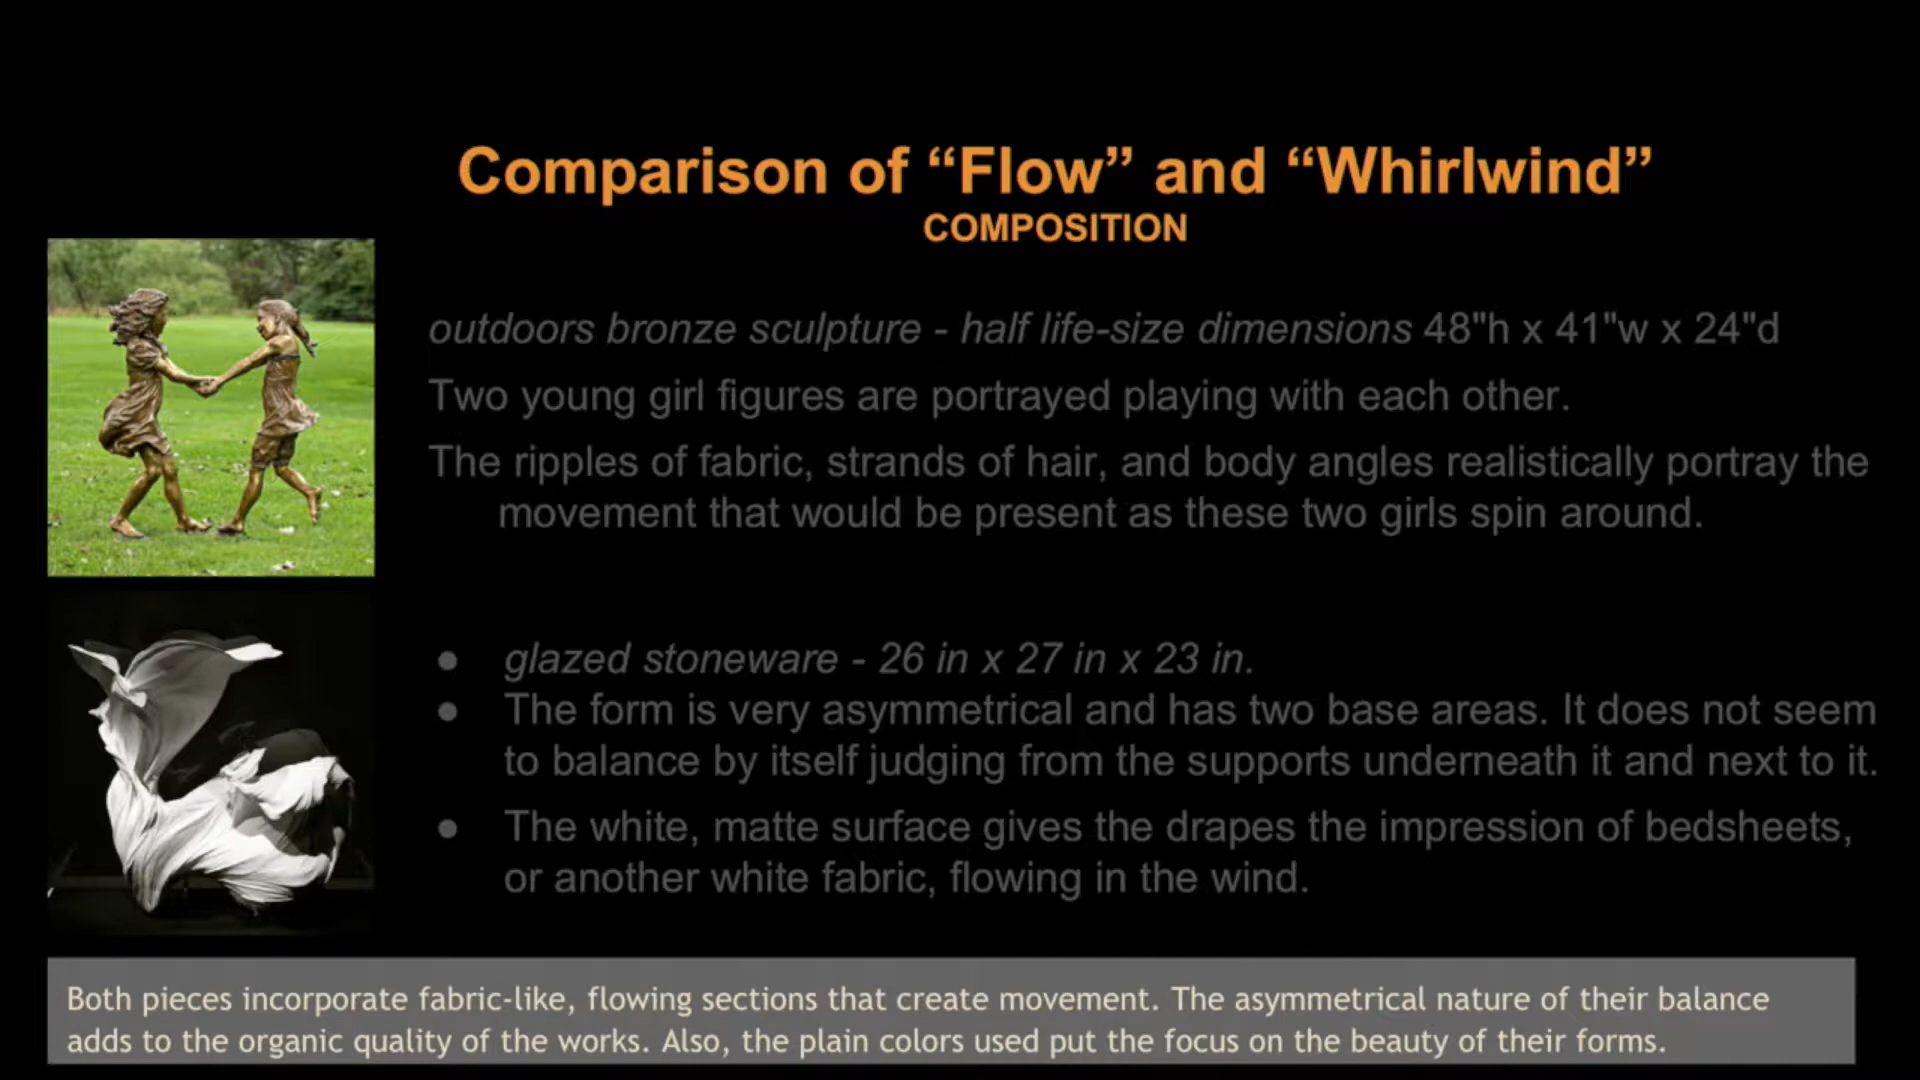 Comparison of “Flow” and “Whirlwind”
COMPOSITION
outdoors bronze sculpture - half life-size dimensions 48"h x 41"w x 24"d
Two young girl figures are portrayed playing with each other.
The ripples of fabric, strands of hair, and body angles realistically portray the
movement that would be present as these two girls spin around.
● glazed stoneware - 26 in x 27 in x 23 in.
● The form is very asymmetrical and has two base areas. It does not seem
to balance by itself judging from the supports underneath it and next to it.
● The white, matte surface gives the drapes the impression of bedsheets,
or another white fabric, flowing in the wind.
Both pieces incorporate fabric-like, flowing sections that create movement. The asymmetrical nature of their balance
adds to the organic quality of the works. Also, the plain colors used put the focus on the beauty of their forms.